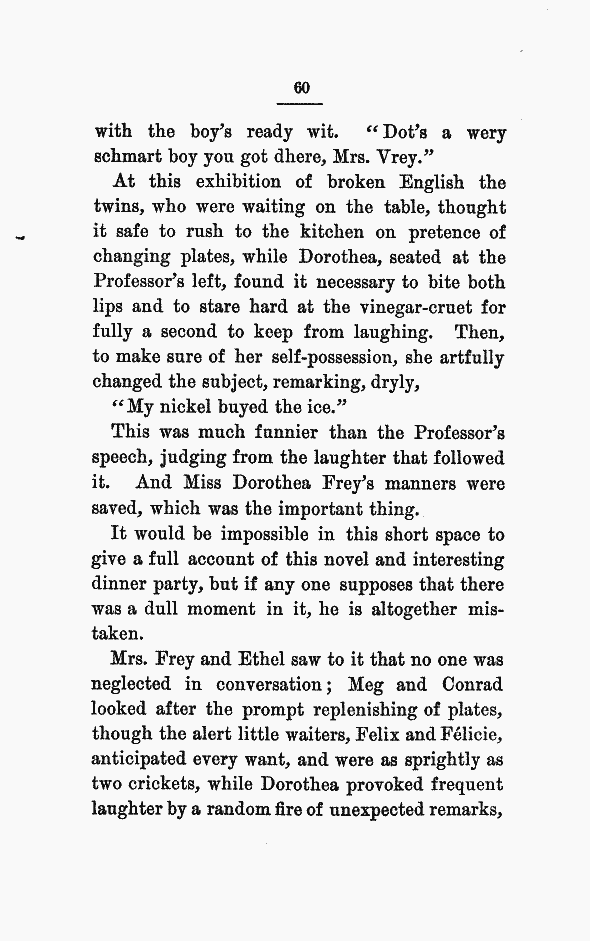 60
with the boy's ready wit. “Dot's a wery
schmart boy you got dhere, Mrs. Vrey.”
At this exhibition of broken English the
twins, who were waiting on the table, thought
it safe to rush to the kitchen on pretence of
changing plates, while Dorothea, seated at the
Professor's left, found it necessary to bite both
lips and to stare hard at the vinegar-cruet for
fully a second to keep from laughing. Then,
to make sure of her self-possession, she artfully
changed the subject, remarking, dryly,
“My nickel buyed the ice.”
This was much funnier than the Professor's
speech, judging from the laughter that followed
it. And Miss Dorothea Frey's manners were
saved, which was the important thing.
It would be impossible in this short space to
give a full account of this novel and interesting
dinner party, but if any one supposes that there
was a dull moment in it, he is altogether mis-
taken.
Mrs. Frey and Ethel saw to it that no one was
neglected in conversation; Meg and Conrad
looked after the prompt replenishing of plates,
though the alert little waiters, Felix and Félicie,
anticipated every want, and were as sprightly as
two crickets, while Dorothea provoked frequent
laughter by a random fire of unexpected remarks,